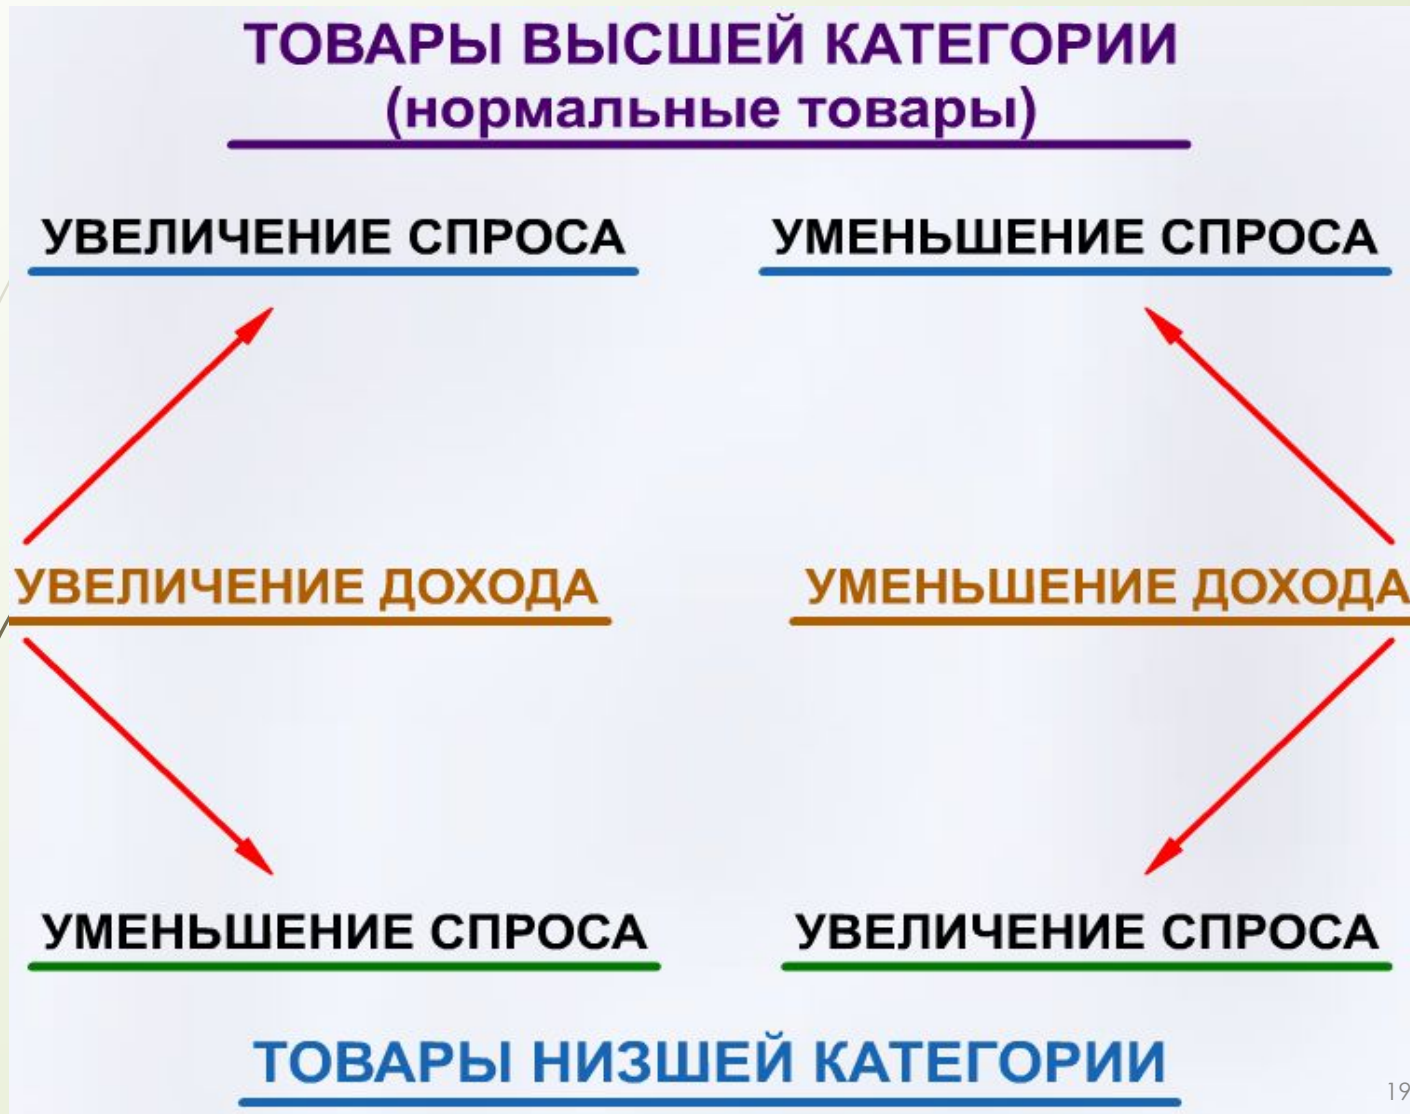 ТОВАРЫ ВЫСШЕЙ КАТЕГОРИИ
(нормальные товары)
УВЕЛИЧЕНИЕ СПРОСА
УМЕНЬШЕНИЕ СПРОСА
УВЕЛИЧЕНИЕ ДОХОДА
УМЕНЬШЕНИЕ ДОХОДА
УМЕНЬШЕНИЕ СПРОСА
УВЕЛИЧЕНИЕ СПРОСА
ТОВАРЫ НИЗШЕЙ КАТЕГОРИИ
19